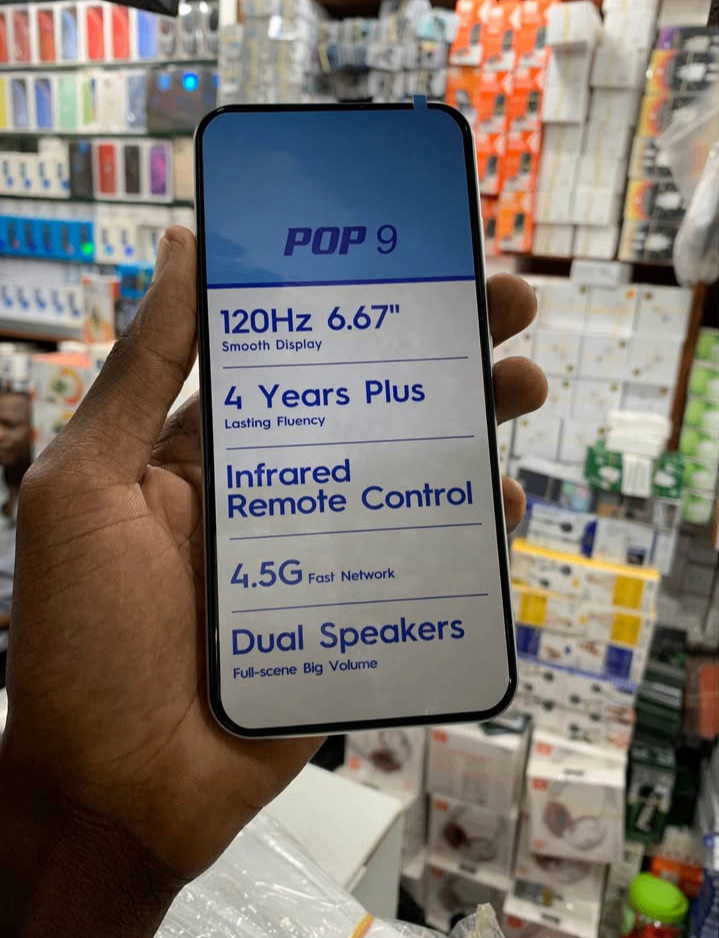 POP 9
120Hz 6.67"
Smooth Display
4 Years Plus
Lasting Fluency
Infrared
Remote Control
4.5G Fast Network
Dual Speakers
Full-scene Big Volume